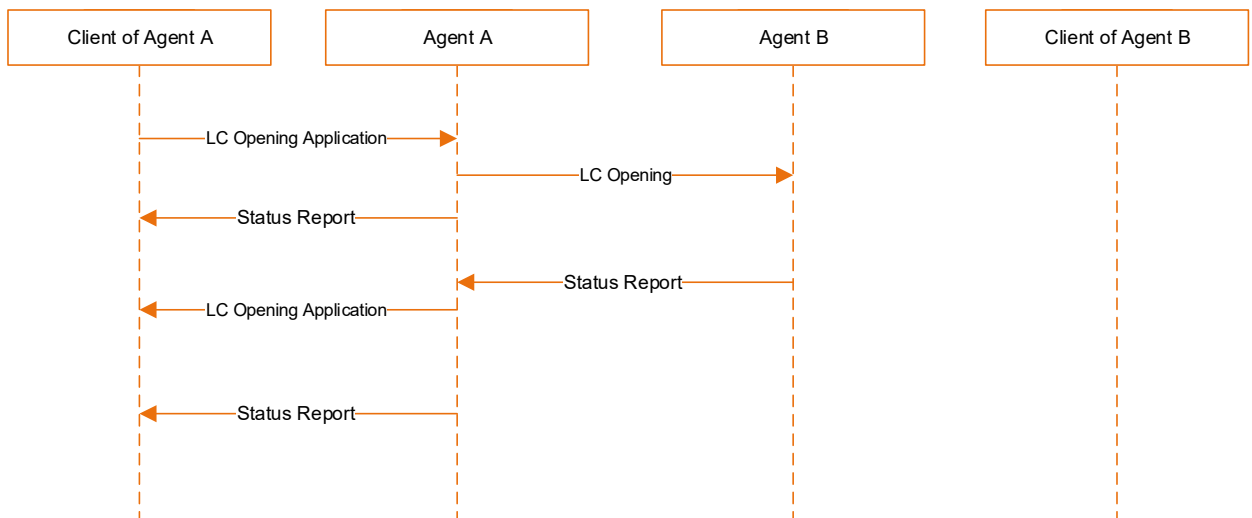 Client of Agent A
Agent A
Agent B
Client of Agent B
LC Opening Application
LC Opening
Status Report
Status Report
LC Opening Application
Status Report